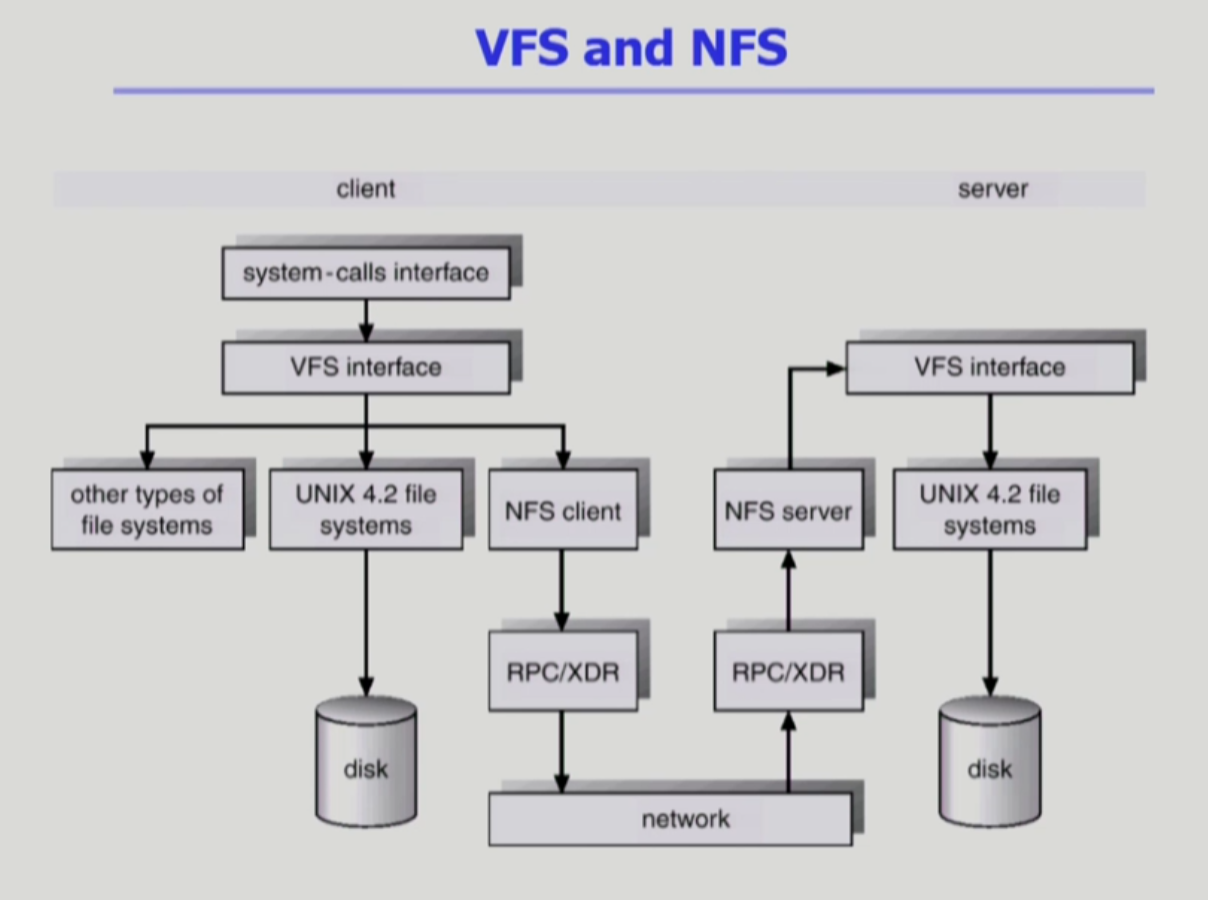 VFS and NFS
client
server
system-calls interface
VFS interface
VFS interface
other types of
file systems
UNIX 4.2 file
systems
NFS client
NFS server
UNIX 4.2 file
systems
RPC/XDR
RPC/XDR
disk
disk
network